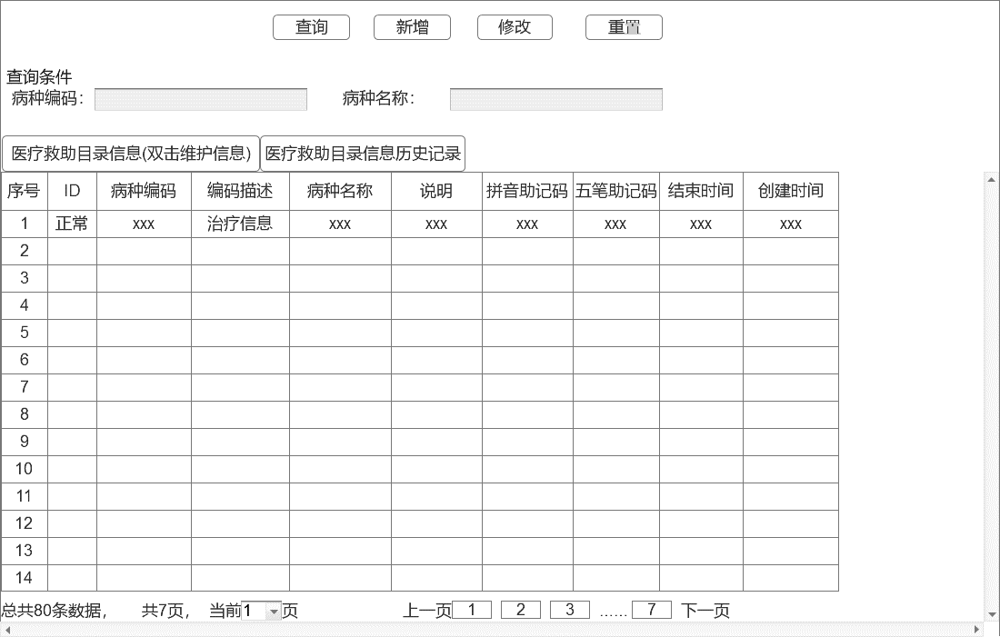 查询 新增 修改 重置
查询条件
病种编码： 病种名称：
医疗救助目录信息(双击维护信息) 医疗救助目录信息历史记录
序号 ID 病种编码 编码描述 病种名称 说明 拼音助记码 五笔助记码 结束时间 创建时间
1 正常 xxx 治疗信息 xxx xxx xxx xxx xxx xxx
2
3
4
5
6
7
8
9
10
11
12
13
14
总共80条数据， 共7页， 当前1页 上一页 1 2 3 ...... 7 下一页